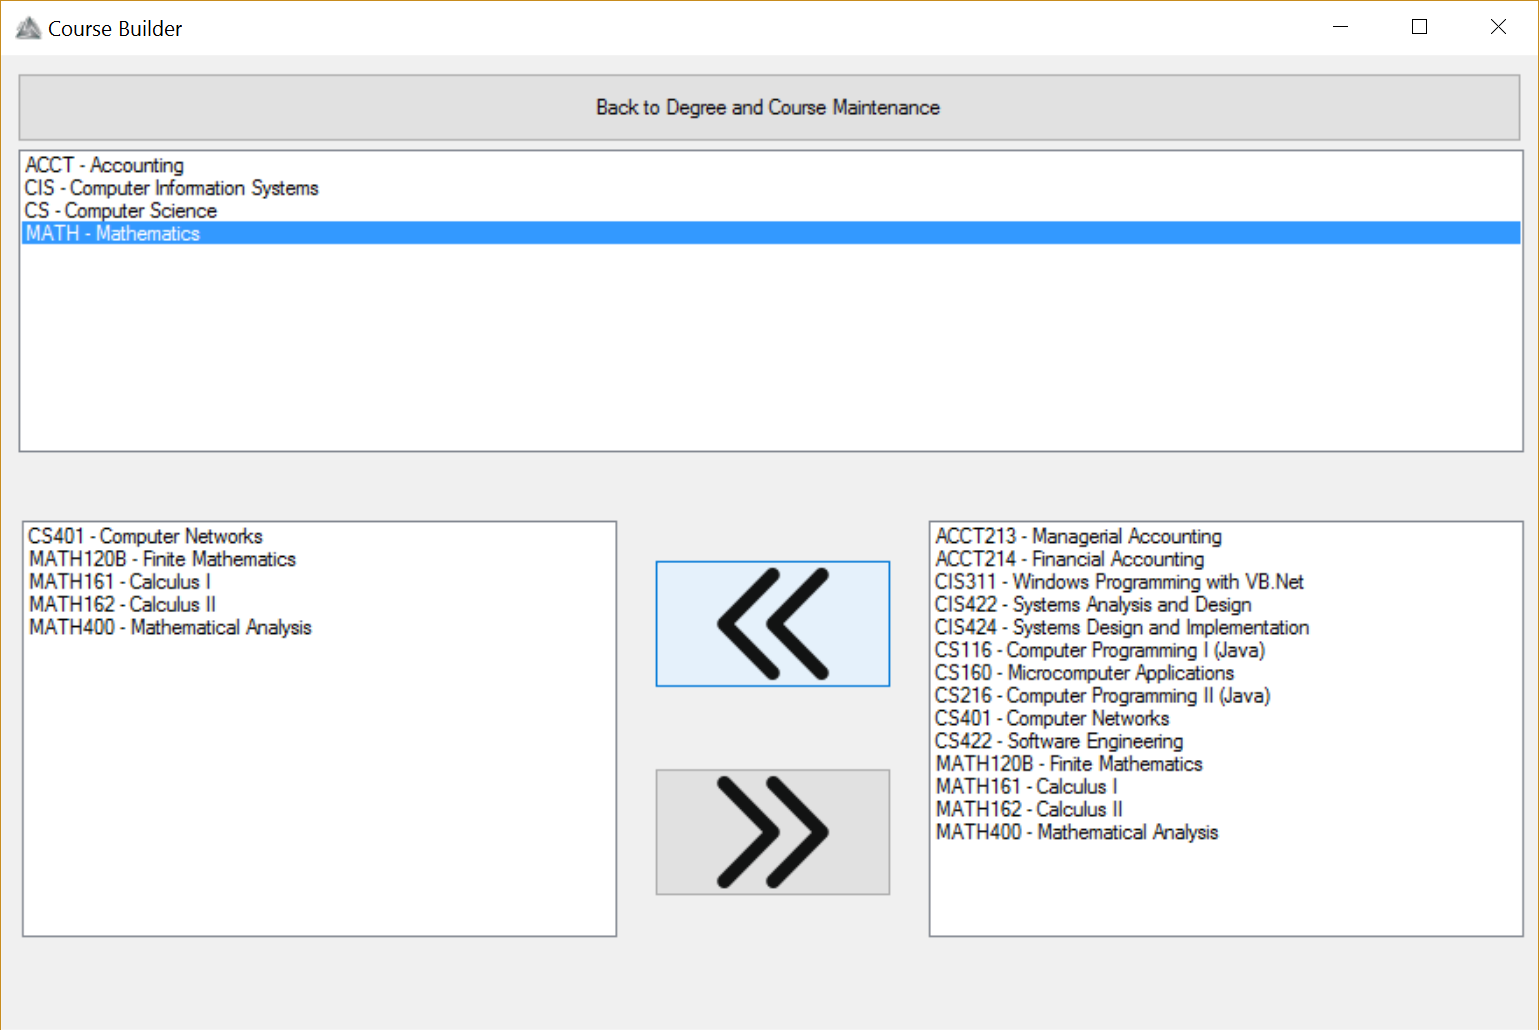 Course Builder
Back to Degree and Course Maintenance
ACCT - Accounting
CIS - Computer Information Systems
CS - Computer Science
MATH - Mathematics
CS401 - Computer Networks
MATH120B - Finite Mathematics
MATH161 - Calculus I
MATH162 - Calculus II
MATH400 - Mathematical Analysis
ACCT213 - Managerial Accounting
ACCT214 - Financial Accounting
CIS311 - Windows Programming with VB.Net
CIS422 - Systems Analysis and Design
CIS424 - Systems Design and Implementation
CS116 - Computer Programming I (Java)
CS160 - Microcomputer Applications
CS216 - Computer Programming II (Java)
CS401 - Computer Networks
CS422 - Software Engineering
MATH120B - Finite Mathematics
MATH161 - Calculus I
MATH162 - Calculus II
MATH400 - Mathematical Analysis